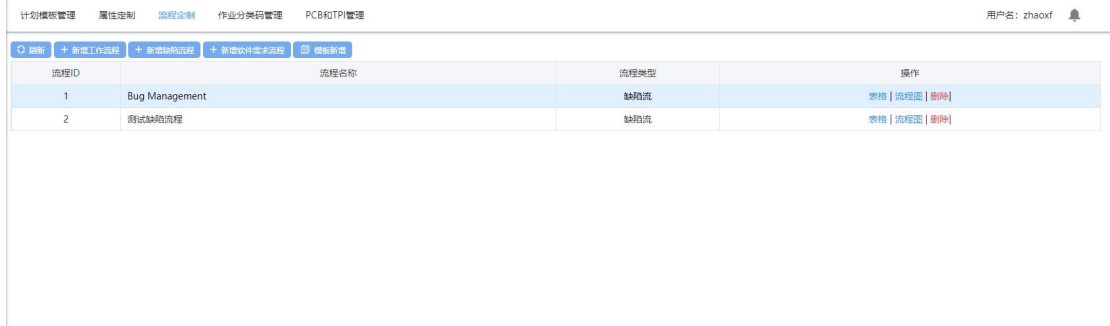 计划模板管理 属性定制 流程定制 作业分类码管理 PCB和TPI管理 用户名：zhaoxf
刷新 + 新增工作流程 + 新增缺陷流程 + 新增软件需求流程 模板新增
流程ID 流程名称 流程类型 操作
1 Bug Management 缺陷流 表格 | 流程图 | 删除|
2 测试缺陷流程 缺陷流 表格 | 流程图 | 删除|